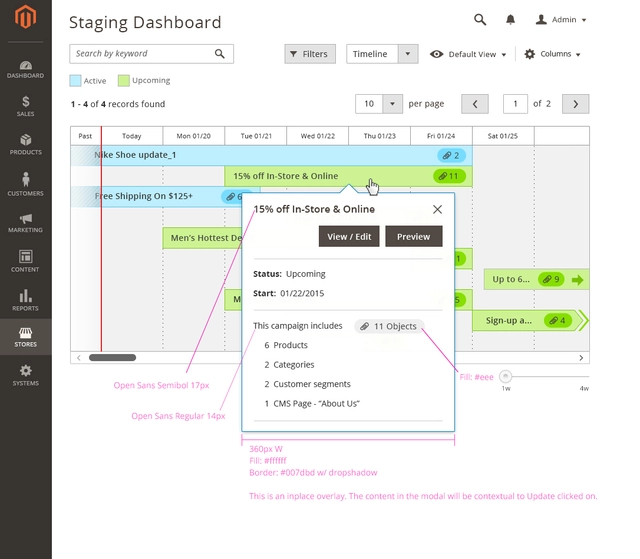 Staging Dashboard
Admin
Search by keyword
Filters
Timeline
Default View
Columns
Active
Upcoming
1 - 4 of 4 records found
10
per page
1
of 2
Past
Today
Mon 01/20
Tue 01/21
Wed 01/22
Thu 01/23
Fri 01/24
Sat 01/25
Nike Shoe update_1
2
15% off In-Store & Online
11
Free Shipping On $125+
6
Men's Hottest De
1
Up to 6...
9
M
5
Sign-up a...
4
15% off In-Store & Online
View / Edit
Preview
Status: Upcoming
Start: 01/22/2015
This campaign includes
11 Objects
6 Products
2 Categories
2 Customer segments
1 CMS Page - “About Us”
DASHBOARD
SALES
PRODUCTS
CUSTOMERS
MARKETING
CONTENT
REPORTS
STORES
SYSTEMS
Open Sans Semibol 17px
Open Sans Regular 14px
Fill: #eee
1w
4w
360px W
Fill: #ffffff
Border: #007dbd w/ dropshadow
This is an inplace overlay. The content in the modal will be contextual to Update clicked on.